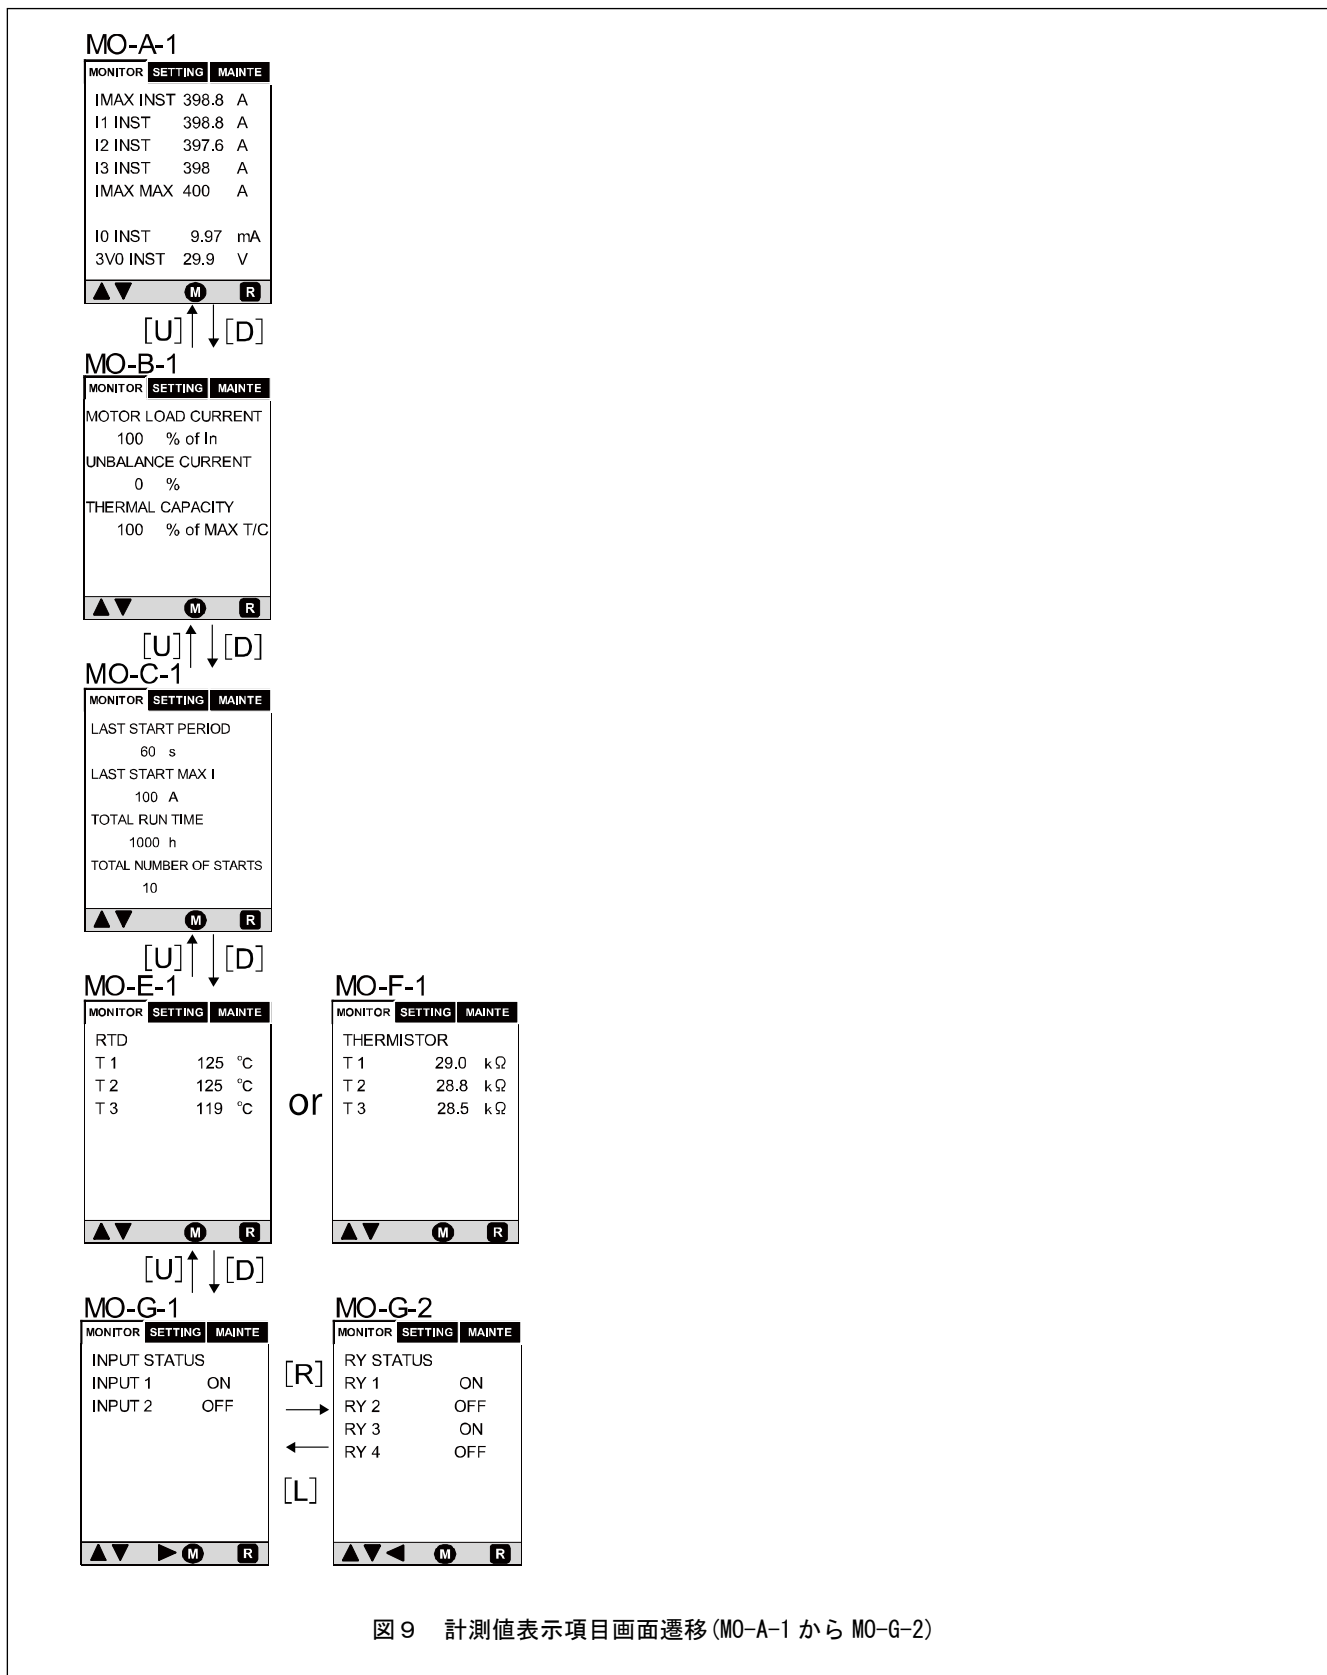 MO-A-1
MONITOR SETTING MAINTE
IMAX INST 398.8 A
I1 INST 398.8 A
I2 INST 397.6 A
I3 INST 398 A
IMAX MAX 400 A
I0 INST 9.97 mA
3V0 INST 29.9 V
▲▼ M R
[U] [D]
MO-B-1
MONITOR SETTING MAINTE
MOTOR LOAD CURRENT
100 % of In
UNBALANCE CURRENT
0 %
THERMAL CAPACITY
100 % of MAX T/C
▲▼ M R
[U] [D]
MO-C-1
MONITOR SETTING MAINTE
LAST START PERIOD
60 s
LAST START MAX I
100 A
TOTAL RUN TIME
1000 h
TOTAL NUMBER OF STARTS
10
▲▼ M R
[U] [D]
MO-E-1
MONITOR SETTING MAINTE
RTD
T 1 125 ℃
T 2 125 ℃
T 3 119 ℃
▲▼ M R
or
MO-F-1
MONITOR SETTING MAINTE
THERMISTOR
T 1 29.0 kΩ
T 2 28.8 kΩ
T 3 28.5 kΩ
▲▼ M R
[U] [D]
MO-G-1
MONITOR SETTING MAINTE
INPUT STATUS
INPUT 1 ON
INPUT 2 OFF
▲▼ ▶ M R
[R]
[L]
MO-G-2
MONITOR SETTING MAINTE
RY STATUS
RY 1 ON
RY 2 OFF
RY 3 ON
RY 4 OFF
▲▼◀ M R
図９　計測値表示項目画面遷移(MO-A-1 から MO-G-2)